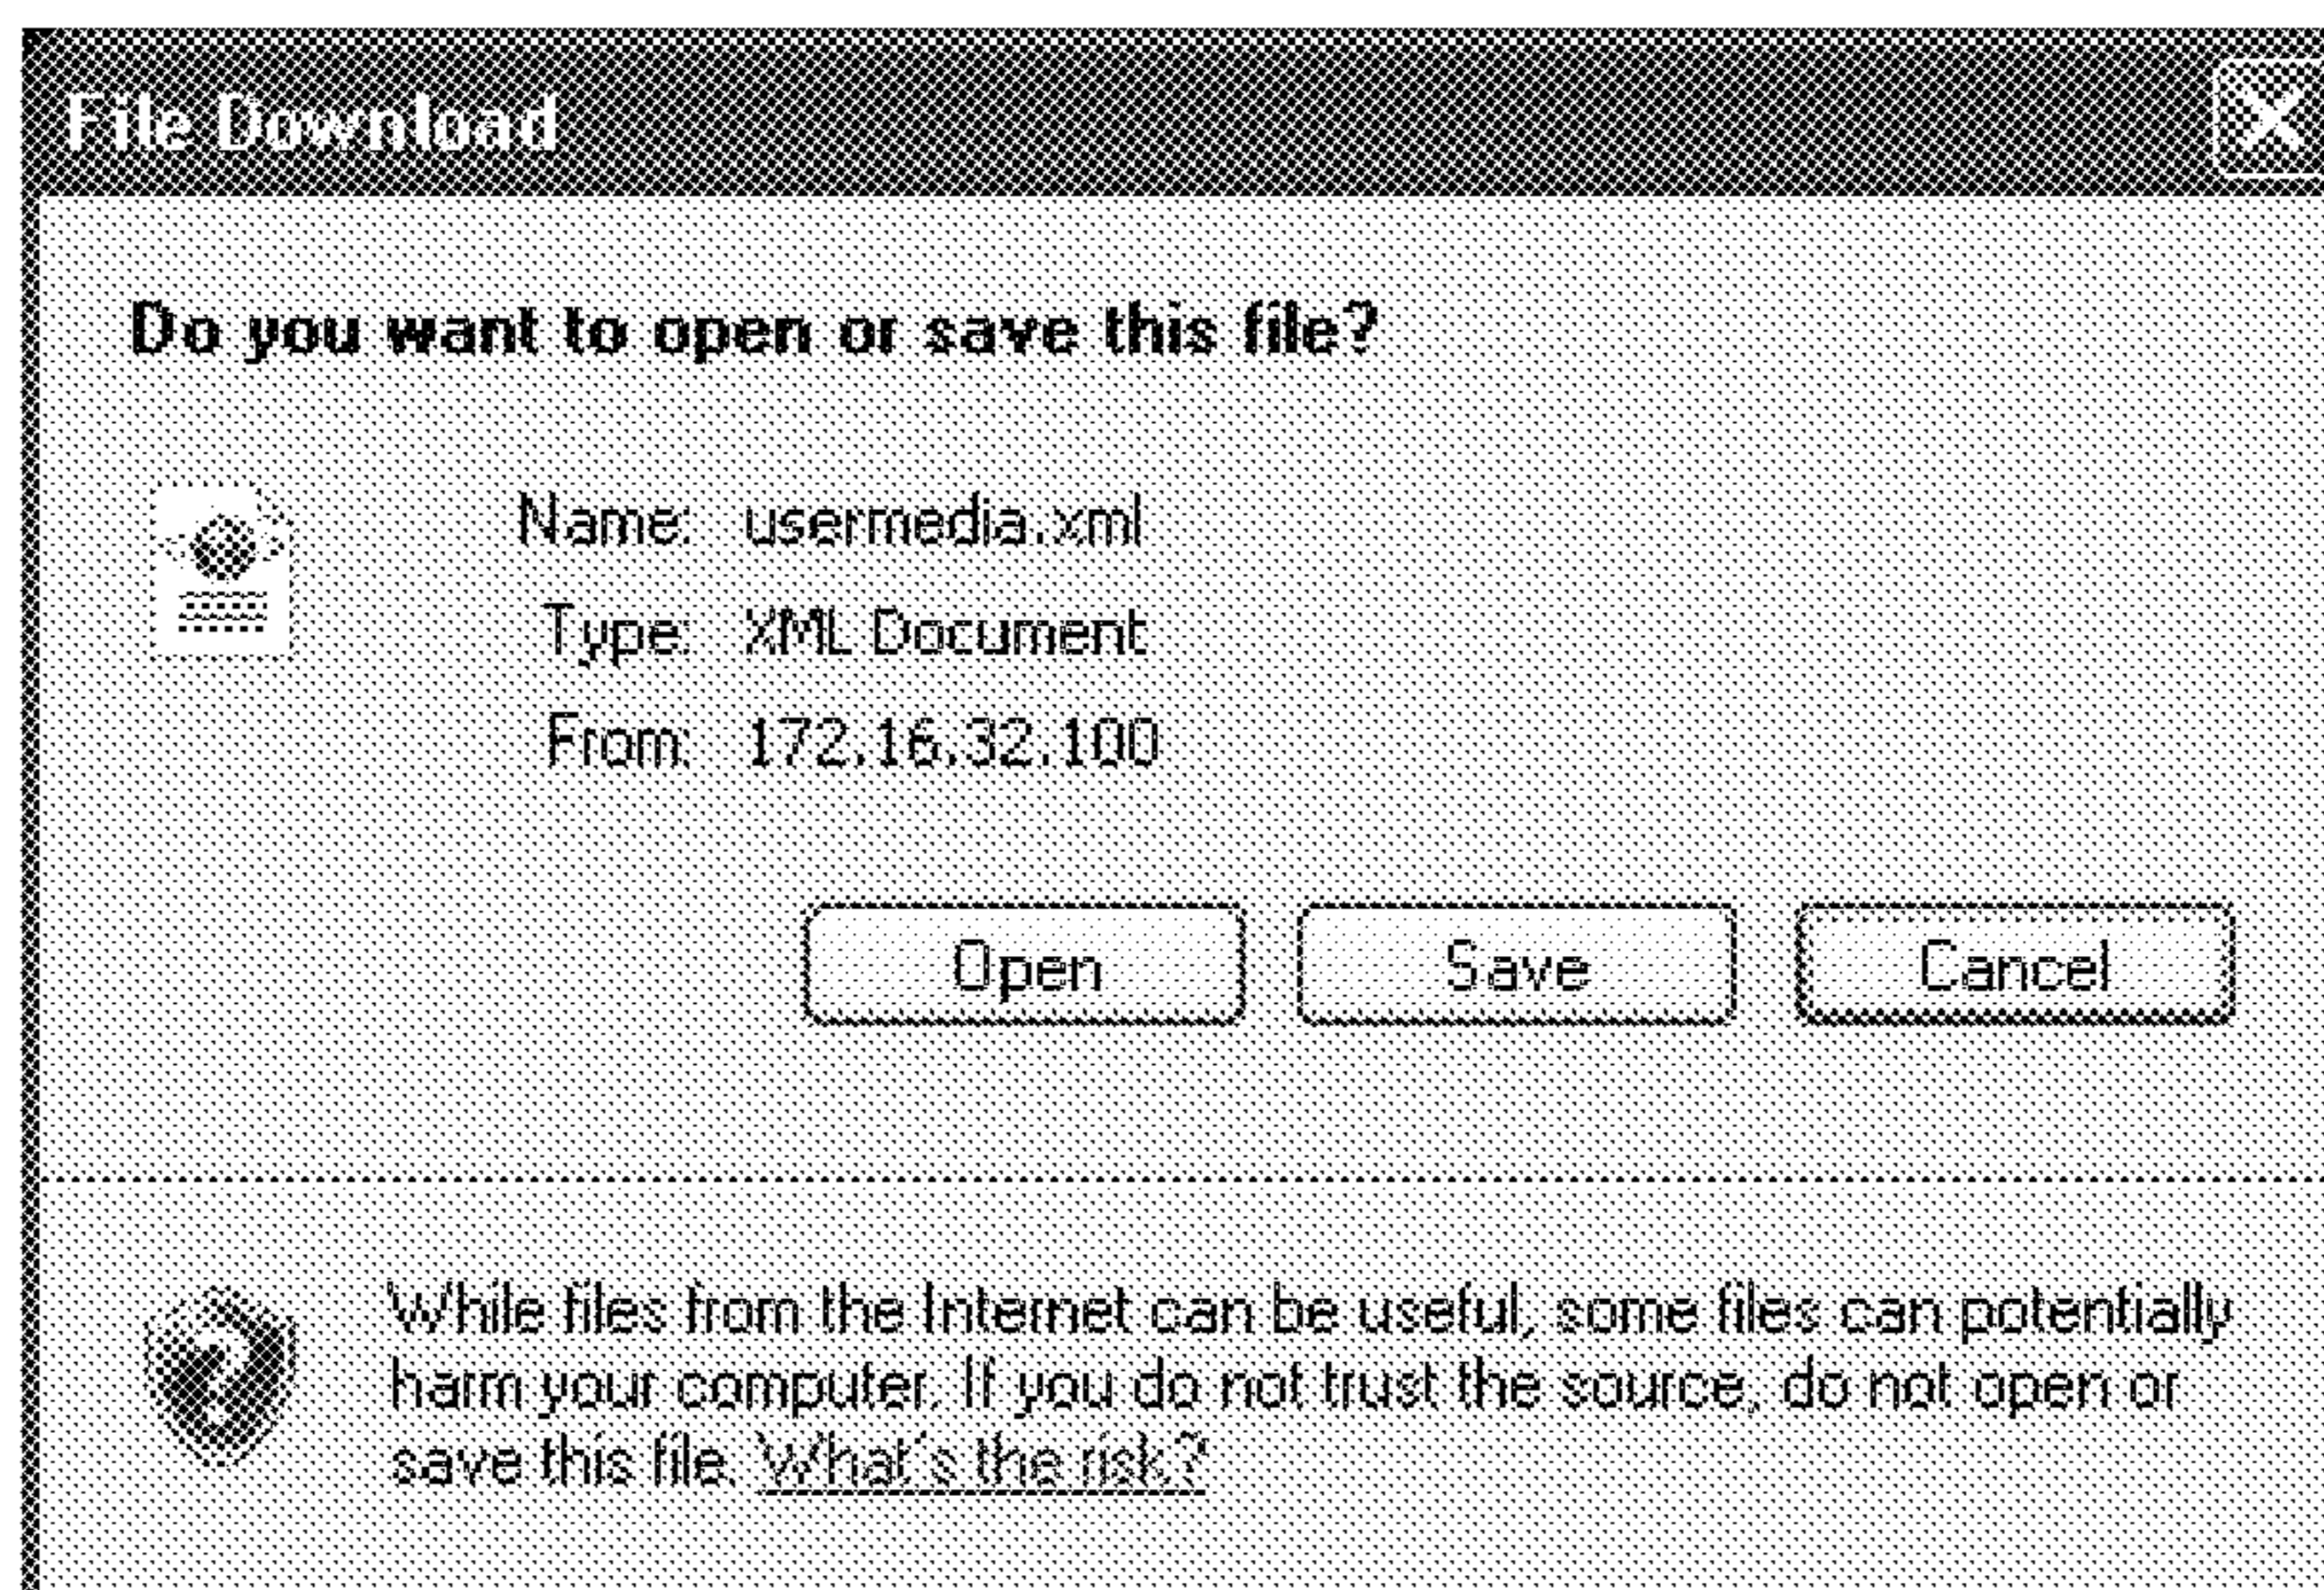 File Download
Do you want to open or save this file?
Name: usermedia.xml
Type: XML Document
From: 172.16.32.100
Open Save Cancel
While files from the Internet can be useful, some files can potentially
harm your computer. If you do not trust the source, do not open or
save this file. What's the risk?